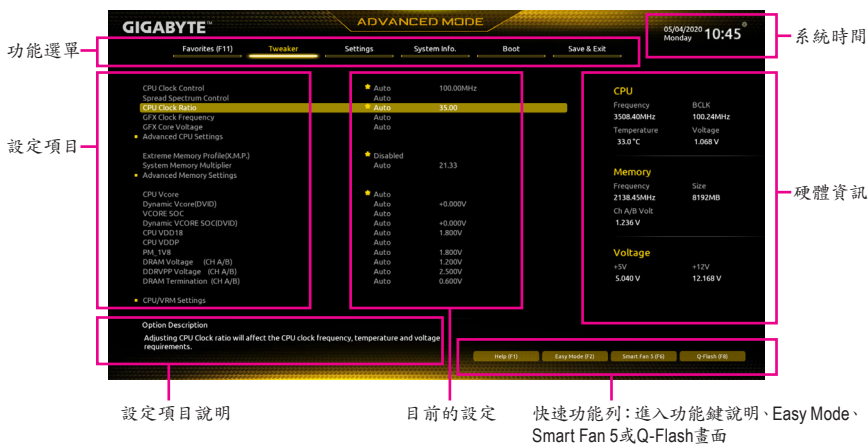 GIGABYTE™
ADVANCED MODE
05/04/2020
Monday
10:45
系統時間
功能選單
Favorites (F11) Tweaker Settings System Info. Boot Save & Exit
設定項目
CPU Clock Control Auto 100.00MHz
Spread Spectrum Control Auto
CPU Clock Ratio Auto 35.00
GFX Clock Frequency Auto
GFX Core Voltage Auto
Advanced CPU Settings
Extreme Memory Profile(X.M.P.) Disabled
System Memory Multiplier Auto 21.33
Advanced Memory Settings
CPU Vcore Auto
Dynamic Vcore(DVID) Auto +0.000V
VCORE SOC Auto
Dynamic VCORE SOC(DVID) Auto +0.000V
CPU VDD18 Auto 1.800V
CPU VDDP Auto
PM_1V8 Auto 1.800V
DRAM Voltage (CH A/B) Auto 1.200V
DDRVPP Voltage (CH A/B) Auto 2.500V
DRAM Termination (CH A/B) Auto 0.600V
CPU/VRM Settings
CPU
Frequency BCLK
3508.40MHz 100.24MHz
Temperature Voltage
33.0 °C 1.068 V
Memory
Frequency Size
2138.45MHz 8192MB
Ch A/B Volt
1.236 V
Voltage
+5V +12V
5.040 V 12.168 V
硬體資訊
Option Description
Adjusting CPU Clock ratio will affect the CPU clock frequency, temperature and voltage
requirements.
Help (F1) Easy Mode (F2) Smart Fan 5 (F6) Q-Flash (F8)
設定項目說明
目前的設定
快速功能列：進入功能鍵說明、Easy Mode、
Smart Fan 5或Q-Flash畫面